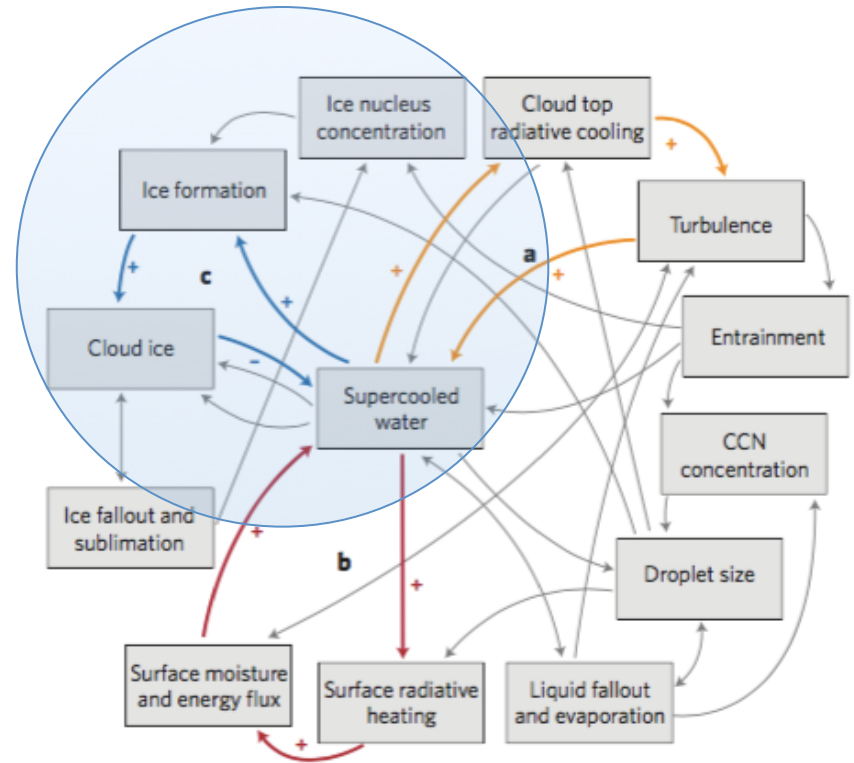 Ice nucleus
concentration
Cloud top
radiative cooling
+
Ice formation
Turbulence
a
+
c
+
+
+
Cloud ice
Entrainment
–
Supercooled
water
CCN
concentration
Ice fallout and
sublimation
+
b
+
Droplet size
Surface moisture
and energy flux
Surface radiative
heating
Liquid fallout
and evaporation
+